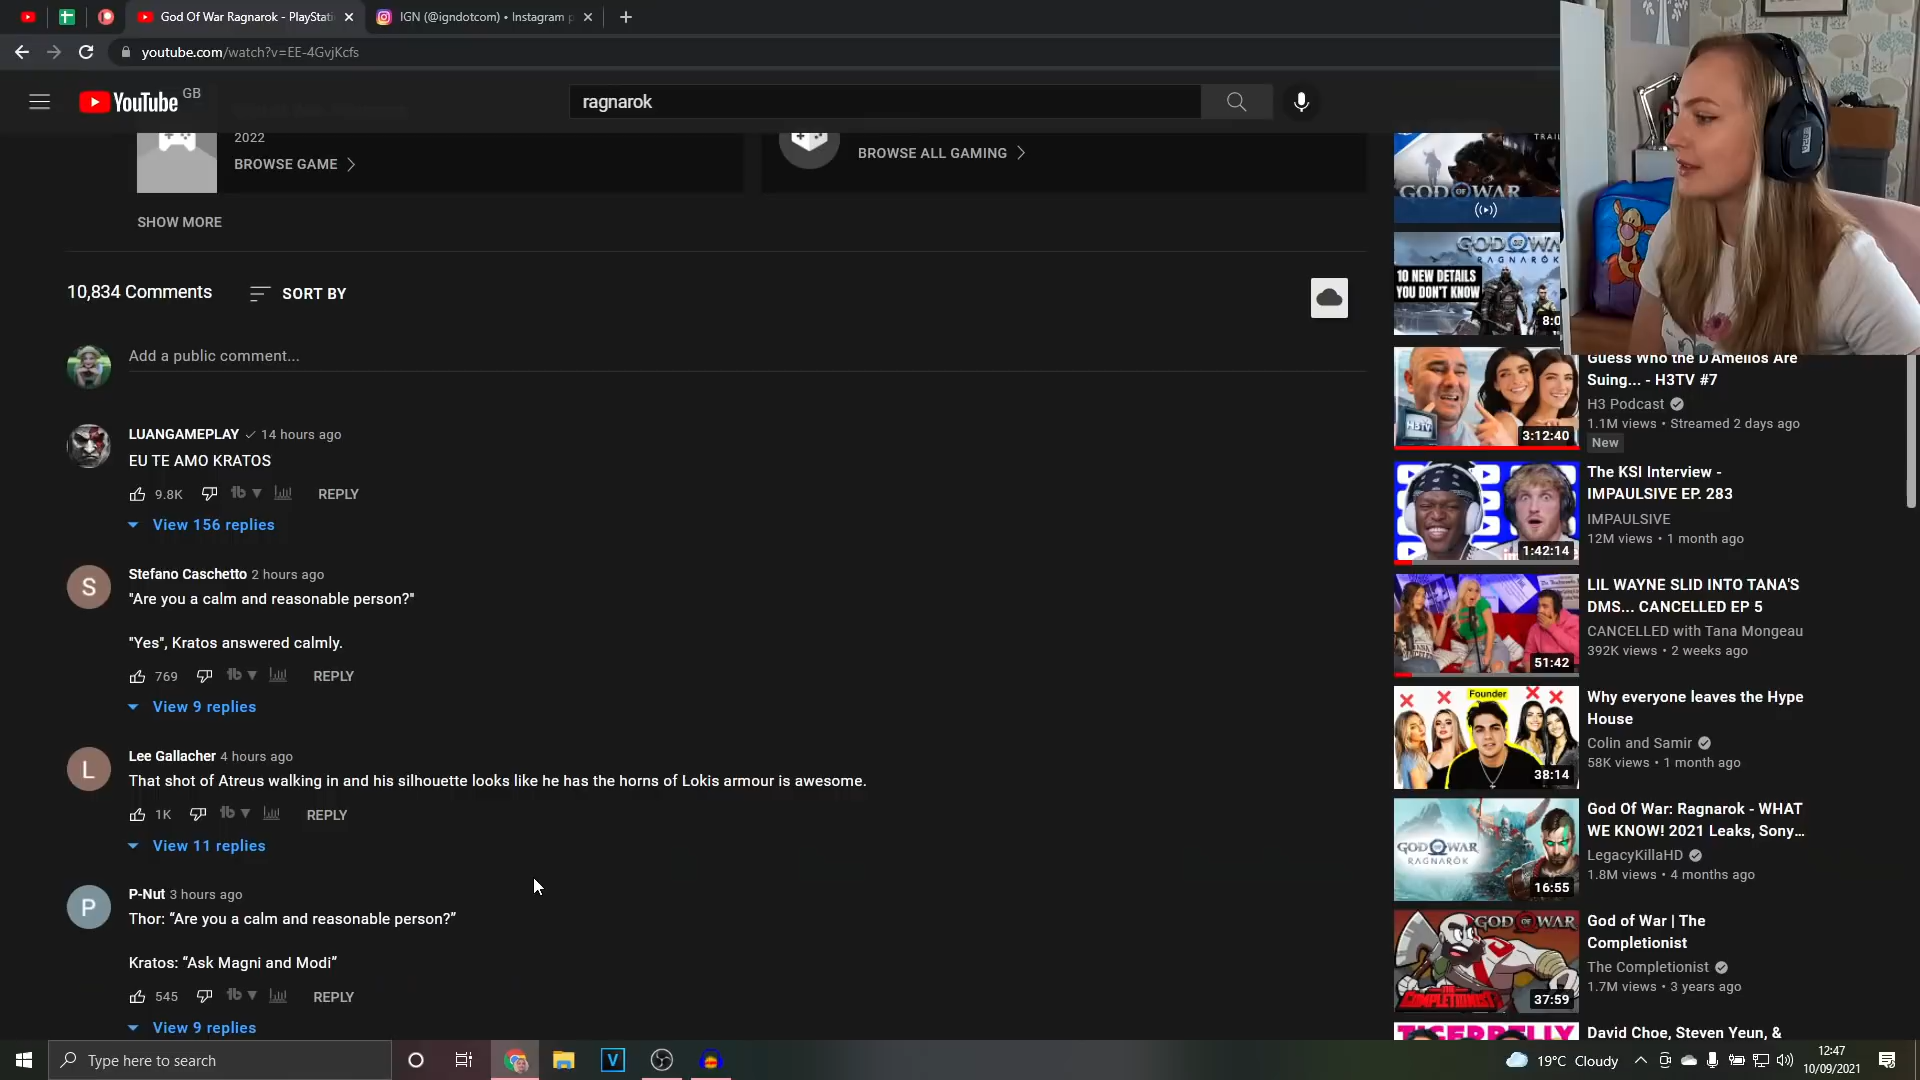 God Of War Ragnarok - PlayStati
IGN (@igndotcom) • Instagram p
youtube.com/watch?v=EE-4GvjKcfs
YouTube GB
ragnarok
2022
BROWSE GAME
BROWSE ALL GAMING
SHOW MORE
10,834 Comments
SORT BY
Add a public comment...
LUANGAMEPLAY 14 hours ago
EU TE AMO KRATOS
9.8K
REPLY
View 156 replies
S
Stefano Caschetto 2 hours ago
"Are you a calm and reasonable person?"
"Yes", Kratos answered calmly.
769
REPLY
View 9 replies
L
Lee Gallacher 4 hours ago
That shot of Atreus walking in and his silhouette looks like he has the horns of Lokis armour is awesome.
1K
REPLY
View 11 replies
P
P-Nut 3 hours ago
Thor: “Are you a calm and reasonable person?”
Kratos: “Ask Magni and Modi”
545
REPLY
View 9 replies
TRAIL
GOD OF WAR
GOD OF WA
RAGNARÖK
10 NEW DETAILS
YOU DON'T KNOW
8:0
Guess Who the D'Amelios Are
Suing... - H3TV #7
H3 Podcast
1.1M views • Streamed 2 days ago
New
H3TV
3:12:40
The KSI Interview -
IMPAULSIVE EP. 283
IMPAULSIVE
12M views • 1 month ago
1:42:14
LIL WAYNE SLID INTO TANA'S
DMS... CANCELLED EP 5
CANCELLED with Tana Mongeau
392K views • 2 weeks ago
51:42
Founder
Why everyone leaves the Hype
House
Colin and Samir
58K views • 1 month ago
38:14
God Of War: Ragnarok - WHAT
WE KNOW! 2021 Leaks, Sony...
LegacyKillaHD
1.8M views • 4 months ago
GOD OF WAR
RAGNARÖK
16:55
God of War | The
Completionist
The Completionist
1.7M views • 3 years ago
GOD OF WAR
THE COMPLETIONIST
37:59
David Choe, Steven Yeun, &
TIGERBELLY
Type here to search
V
19°C Cloudy
12:47
10/09/2021